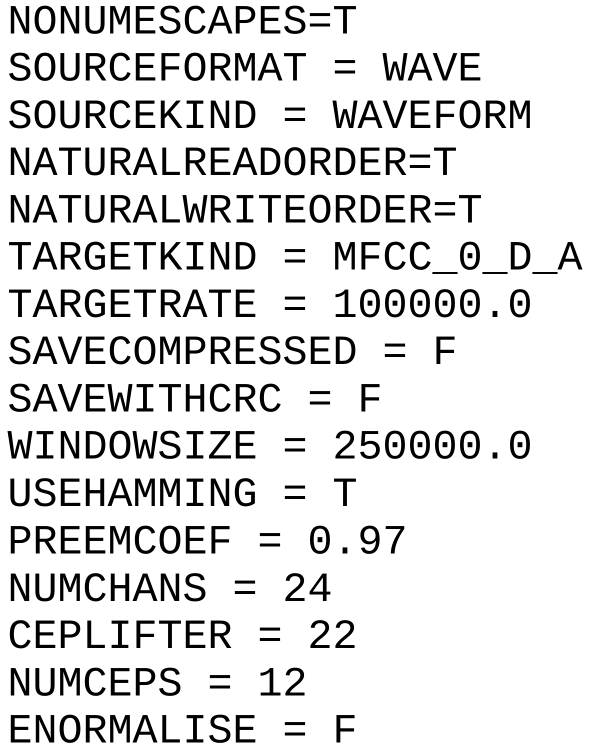 NONUMESCAPES=T
SOURCEFORMAT = WAVE
SOURCEKIND = WAVEFORM
NATURALREADORDER=T
NATURALWRITEORDER=T
TARGETKIND = MFCC_0_D_A
TARGETRATE = 100000.0
SAVECOMPRESSED = F
SAVEWITHCRC = F
WINDOWSIZE = 250000.0
USEHAMMING = T
PREEMCOEF = 0.97
NUMCHANS = 24
CEPLIFTER = 22
NUMCEPS = 12
ENORMALISE = F